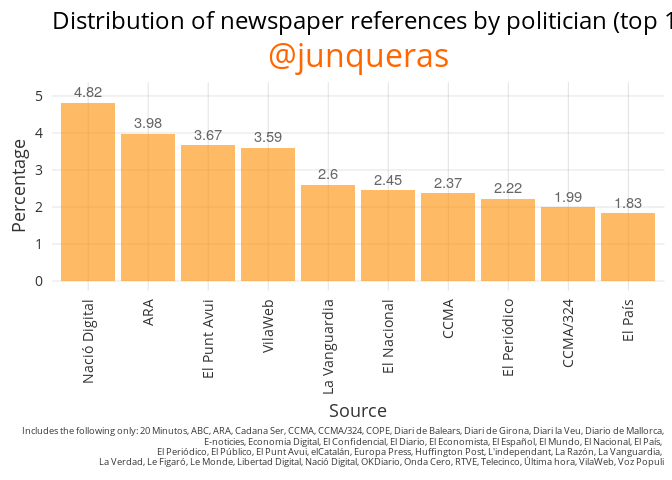 Distribution of newspaper references by politician (top 1
@junqueras
Percentage
5
4
3
2
1
0
4.82
3.98
3.67
3.59
2.6
2.45
2.37
2.22
1.99
1.83
Nació Digital
ARA
El Punt Avui
VilaWeb
La Vanguardia
El Nacional
CCMA
El Periódico
CCMA/324
El País
Source
Includes the following only: 20 Minutos, ABC, ARA, Cadana Ser, CCMA, CCMA/324, COPE, Diari de Balears, Diari de Girona, Diari la Veu, Diario de Mallorca,
E-noticies, Economia Digital, El Confidencial, El Diario, El Economista, El Español, El Mundo, El Nacional, El País,
El Periódico, El Público, El Punt Avui, elCatalán, Europa Press, Huffington Post, L'independant, La Razón, La Vanguardia,
La Verdad, Le Figaró, Le Monde, Libertad Digital, Nació Digital, OKDiario, Onda Cero, RTVE, Telecinco, Última hora, VilaWeb, Voz Populi